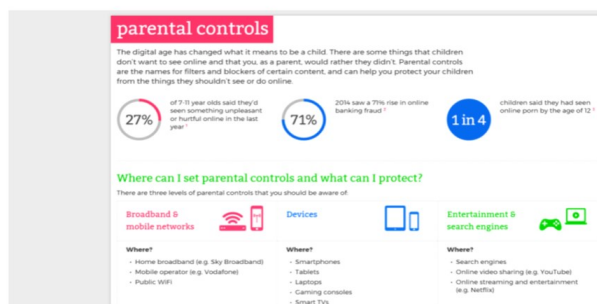 parental controls
The digital age has changed what it means to be a child. There are some things that children
don't want to see online and that you, as a parent, would rather they didn't. Parental controls
are the names for filters and blockers of certain content, and can help you protect your children
from the things they shouldn't see or do online.
27%
of 7-11 year olds said they'd
seen something unpleasant
or hurtful online in the last
year
71%
2014 saw a 71% rise in online
banking fraud
1 in 4
children said they had seen
online porn by the age of 12
Where can I set parental controls and what can I protect?
There are three levels of parental controls that you should be aware of:
Broadband &
mobile networks
Where?
- Home broadband (e.g. Sky Broadband)
- Mobile operator (e.g. Vodafone)
- Public WiFi
Devices
Where?
- Smartphones
- Tablets
- Laptops
- Gaming consoles
- Smart TVs
Entertainment &
search engines
Where?
- Search engines
- Online video sharing (e.g. YouTube)
- Online streaming and entertainment
(e.g. Netflix)